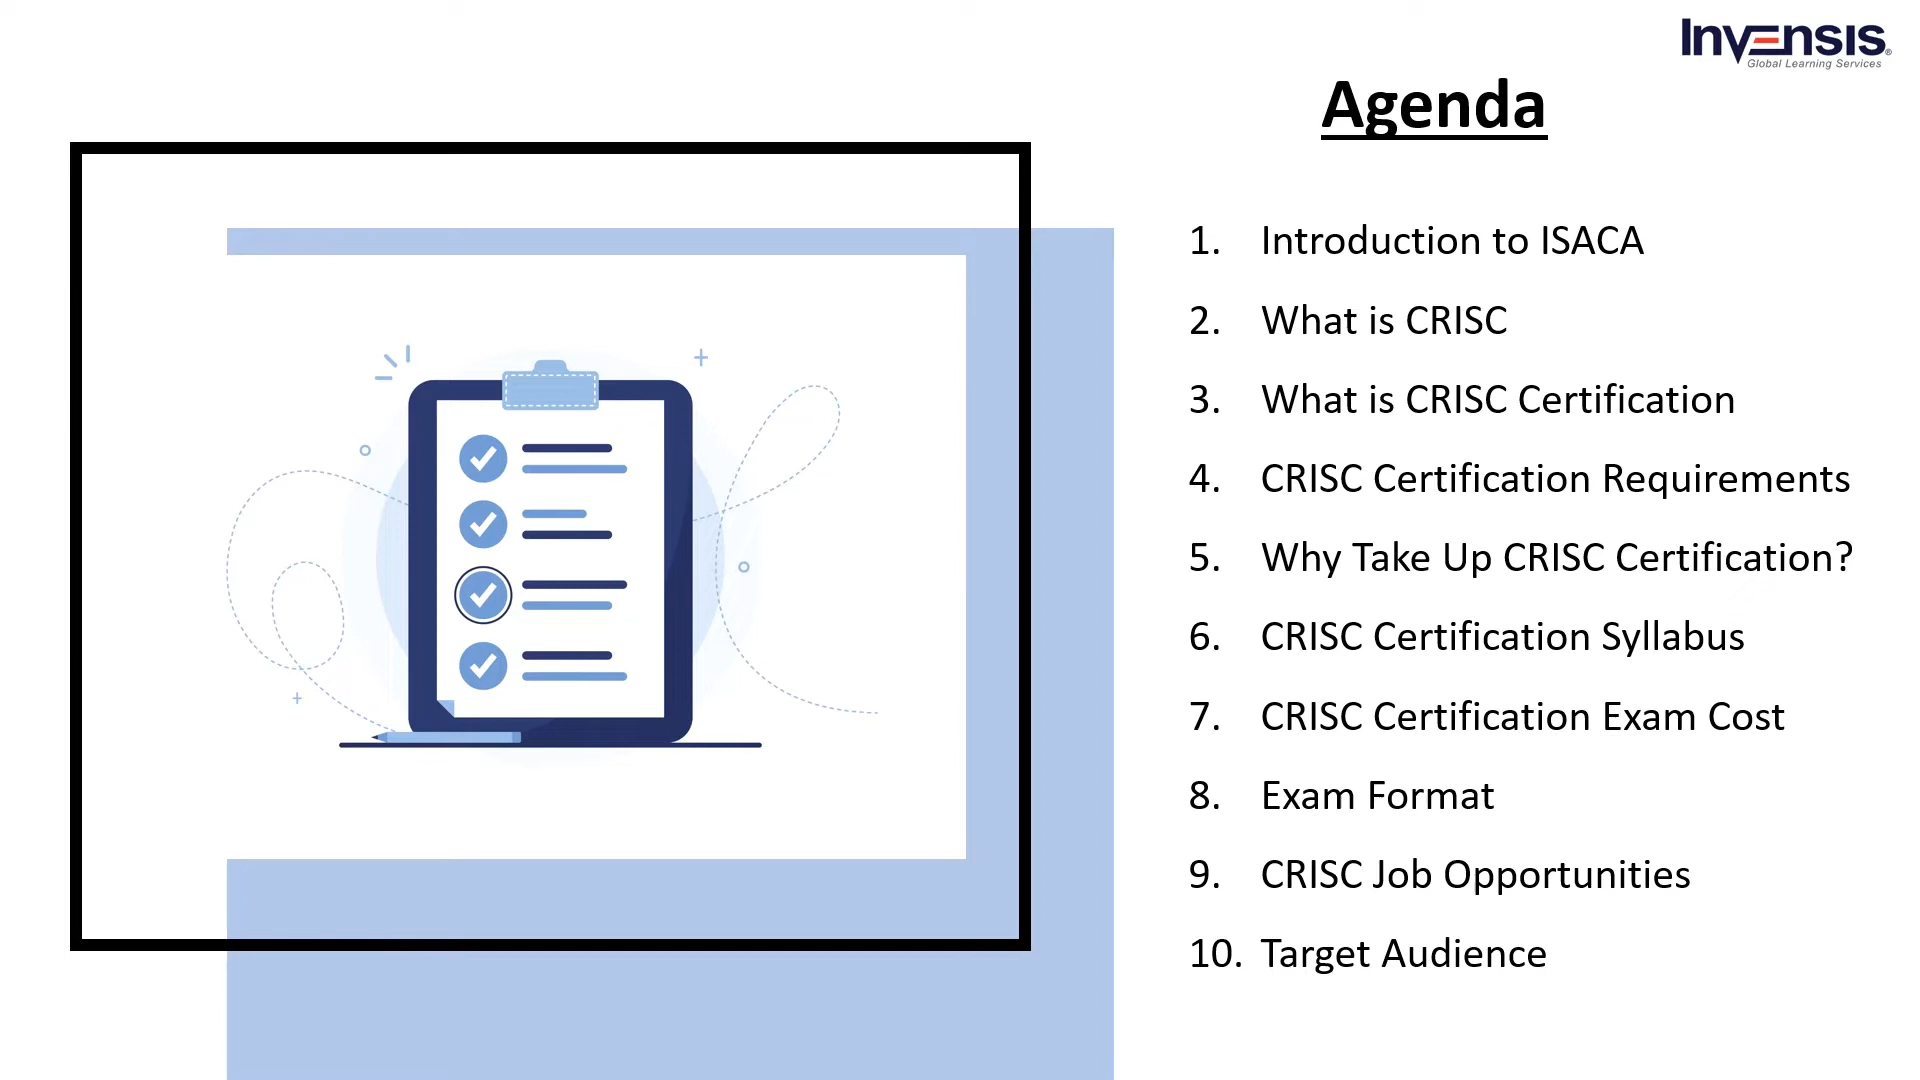 Invensis®
Global Learning Services
Agenda
1. Introduction to ISACA
2. What is CRISC
3. What is CRISC Certification
4. CRISC Certification Requirements
5. Why Take Up CRISC Certification?
6. CRISC Certification Syllabus
7. CRISC Certification Exam Cost
8. Exam Format
9. CRISC Job Opportunities
10. Target Audience